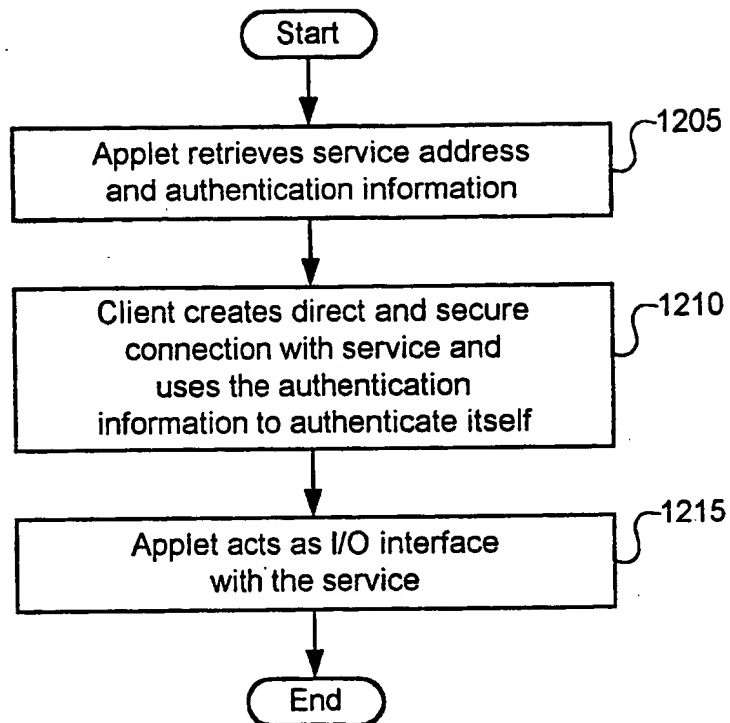 Start
1205
Applet retrieves service address
and authentication information
1210
Client creates direct and secure
connection with service and
uses the authentication
information to authenticate itself
1215
Applet acts as I/O interface
with the service
End